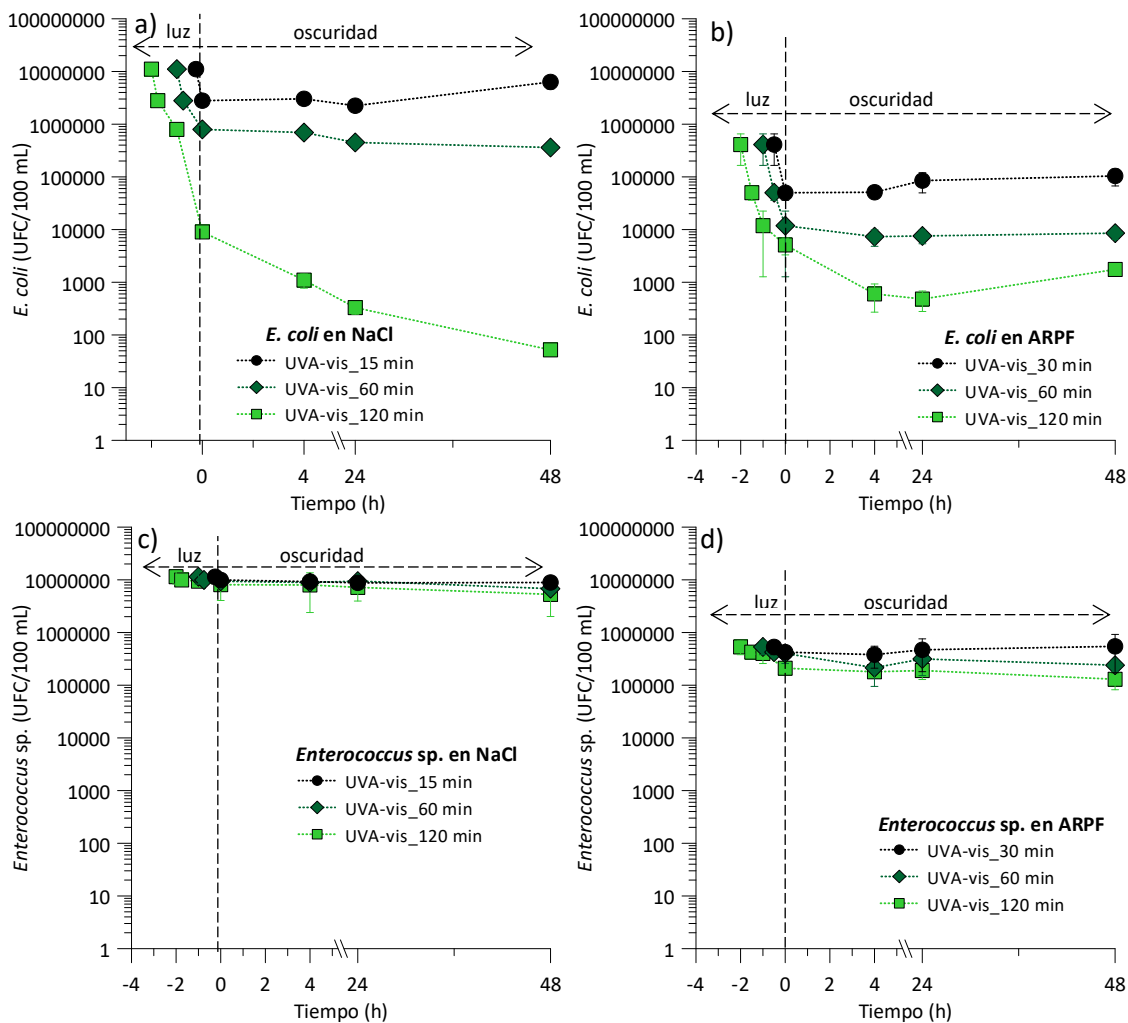 a)
luz
oscuridad
100000000
10000000
1000000
100000
10000
1000
100
10
1
E. coli (UFC/100 mL)
E. coli en NaCl
UVA-vis_15 min
UVA-vis_60 min
UVA-vis_120 min
0
4
24
48
Tiempo (h)
b)
luz
oscuridad
100000000
10000000
1000000
100000
10000
1000
100
10
1
E. coli (UFC/100 mL)
E. coli en ARPF
UVA-vis_30 min
UVA-vis_60 min
UVA-vis_120 min
-4
-2
0
4
24
48
Tiempo (h)
c)
luz
oscuridad
100000000
10000000
1000000
100000
10000
1000
100
10
1
Enterococcus sp. (UFC/100 mL)
Enterococcus sp. en NaCl
UVA-vis_15 min
UVA-vis_60 min
UVA-vis_120 min
-4
-2
0
4
24
48
Tiempo (h)
d)
luz
oscuridad
100000000
10000000
1000000
100000
10000
1000
100
10
1
Enterococcus sp. (UFC/100 mL)
Enterococcus sp. en ARPF
UVA-vis_30 min
UVA-vis_60 min
UVA-vis_120 min
-4
-2
0
4
24
48
Tiempo (h)